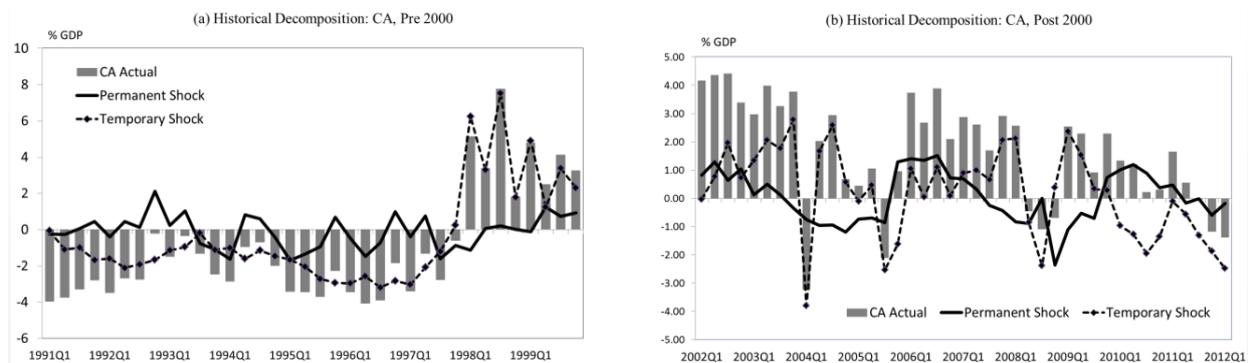 (a) Historical Decomposition: CA, Pre 2000
% GDP
10
8
6
4
2
0
-2
-4
-6
CA Actual
Permanent Shock
Temporary Shock
1991Q1 1992Q1 1993Q1 1994Q1 1995Q1 1996Q1 1997Q1 1998Q1 1999Q1
(b) Historical Decomposition: CA, Post 2000
% GDP
5.00
4.00
3.00
2.00
1.00
0.00
-1.00
-2.00
-3.00
-4.00
-5.00
CA Actual Permanent Shock Temporary Shock
2002Q1 2003Q1 2004Q1 2005Q1 2006Q1 2007Q1 2008Q1 2009Q1 2010Q1 2011Q1 2012Q1